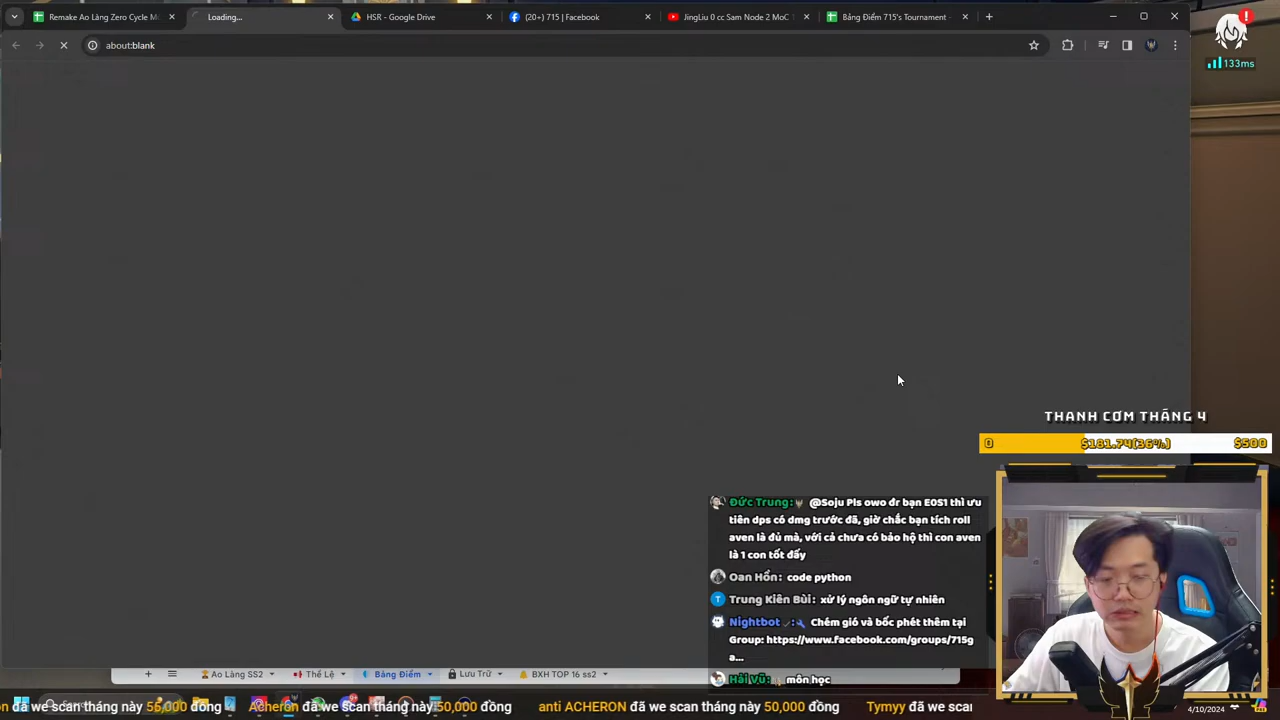 Remake Ao Làng Zero Cycle M
Loading...
HSR - Google Drive
(20+) 715 | Facebook
JingLiu 0 cc Sam Node 2 MoC
Bảng Điểm 715's Tournament -
about:blank
133ms
THANH CƠM THÁNG 4
0
$181.74(36%)
$500
Đức Trung: @Soju Pls owo đr bạn E0S1 thì ưu
tiên dps có dmg trước đã, giờ chắc bạn tích roll
aven là đủ mà, với cả chưa có bảo hộ thì con aven
là 1 con tốt đấy
Oan Hồn: code python
T Trung Kiên Bùi: xử lý ngôn ngữ tự nhiên
Nightbot : Chém gió và bốc phét thêm tại
Group: https://www.facebook.com/groups/715g
a...
Hải Vũ: môn học
Ao Làng SS2
Thể Lệ
Bảng Điểm
Lưu Trữ
BXH TOP 16 ss2
đã we scan tháng này 56,000 đồng
Acheron đã we scan tháng này 50,000 đồng
anti ACHERON đã we scan tháng này 50,000 đồng
Tymyy đã we scan
4/10/2024